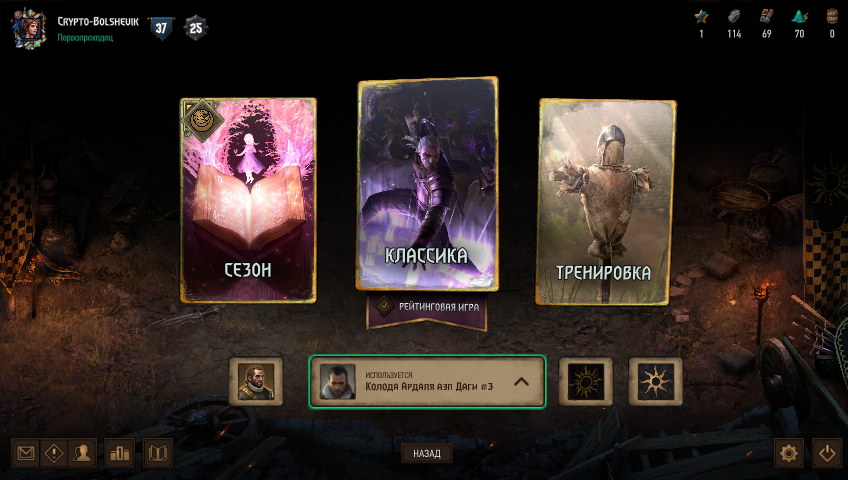 Crypto-Bolshevik
Первопроходец
37
25
1
114
69
70
0
СЕЗОН
КЛАССИКА
ТРЕНИРОВКА
РЕЙТИНГОВАЯ ИГРА
ИСПОЛЬЗУЕТСЯ
Колода Ардаля аэп Даги #3
НАЗАД